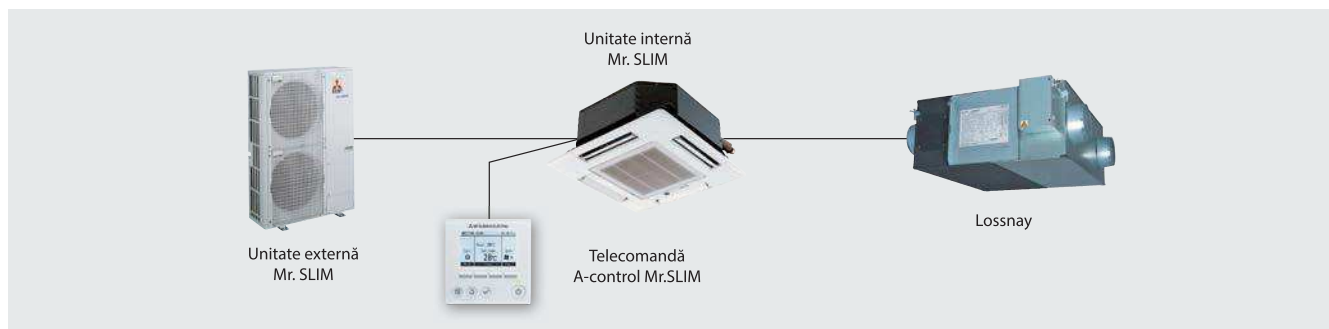 Unitate internă
Mr. SLIM
Unitate externă
Mr. SLIM
Telecomandă
A-control Mr.SLIM
Lossnay